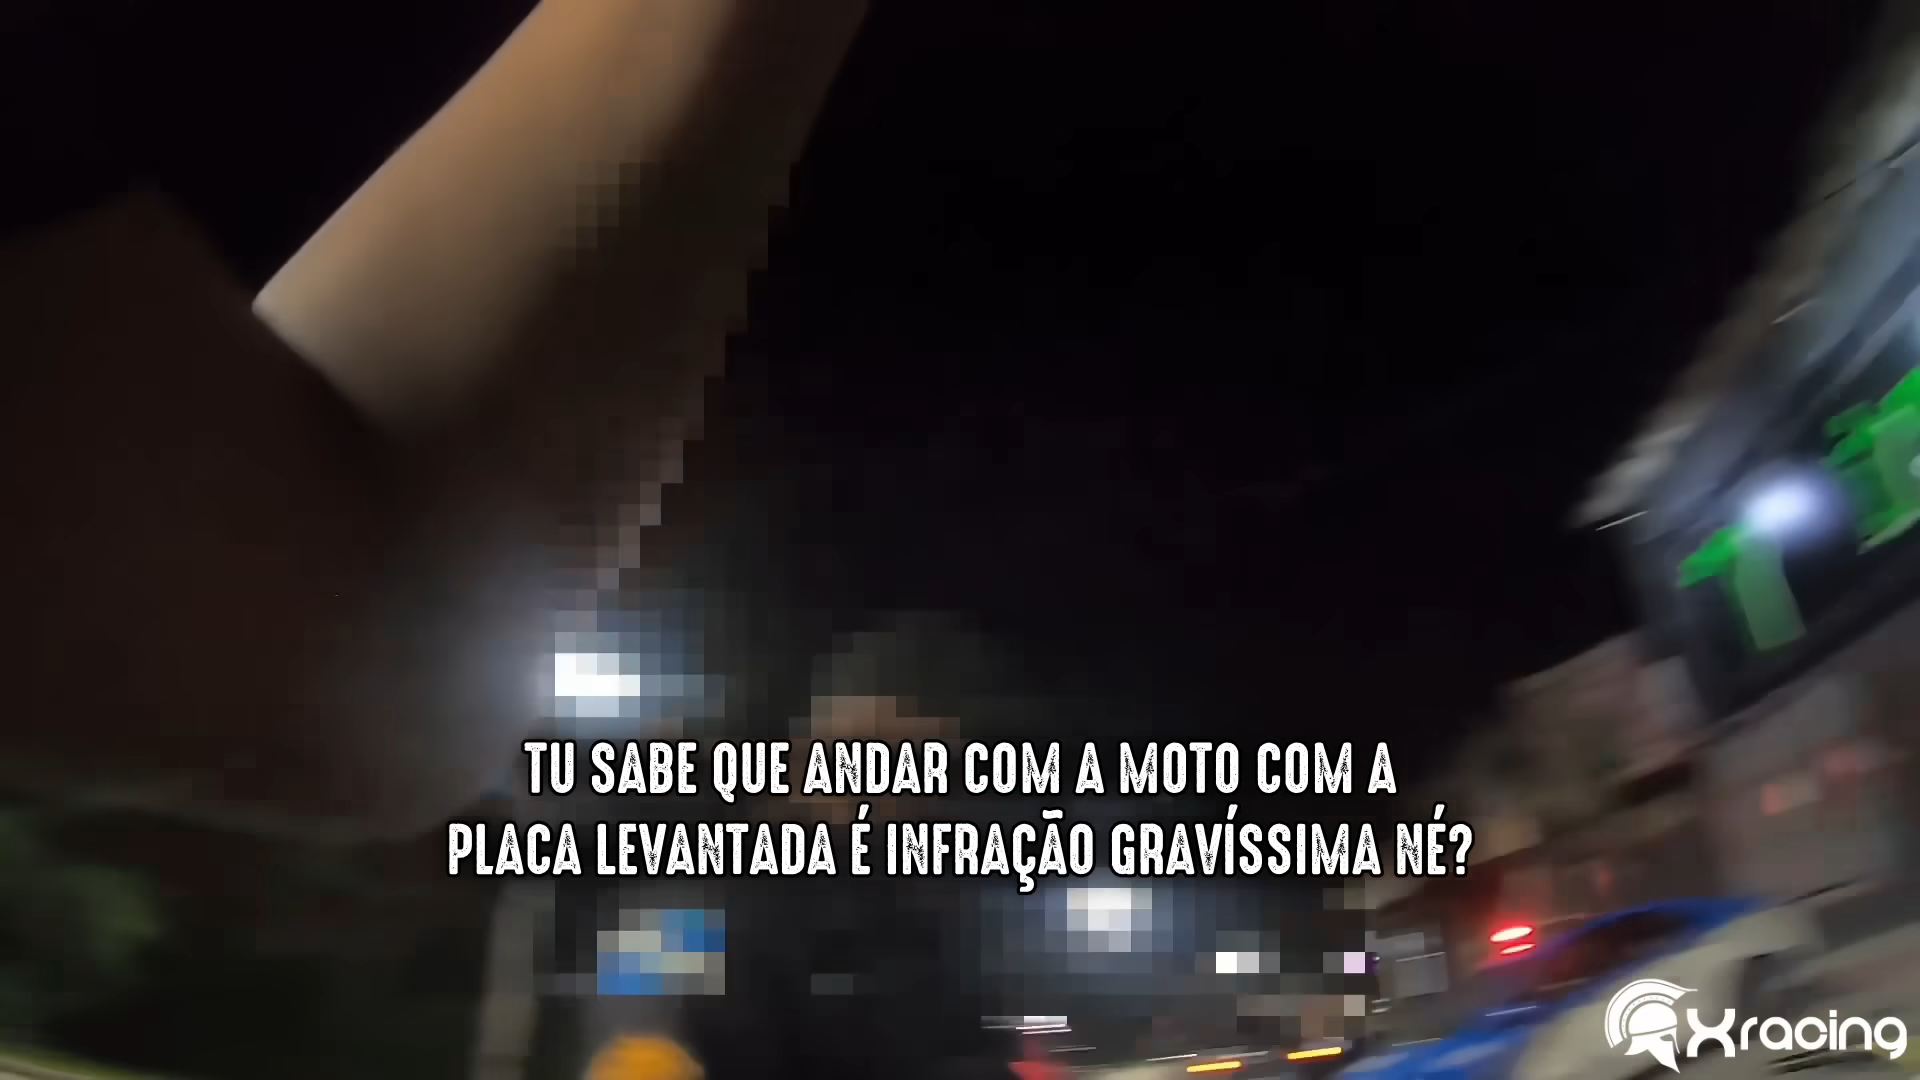 TU SABE QUE ANDAR COM A MOTO COM A
PLACA LEVANTADA É INFRAÇÃO GRAVÍSSIMA NÉ?
Xracing